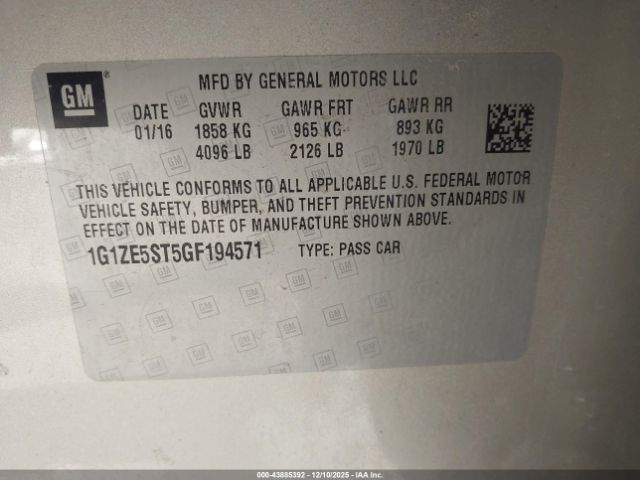 GM ®
MFD BY GENERAL MOTORS LLC
DATE GVWR GAWR FRT GAWR RR
01/16 1858 KG 965 KG 893 KG
4096 LB 2126 LB 1970 LB
THIS VEHICLE CONFORMS TO ALL APPLICABLE U.S. FEDERAL MOTOR
VEHICLE SAFETY, BUMPER, AND THEFT PREVENTION STANDARDS IN
EFFECT ON THE DATE OF MANUFACTURE SHOWN ABOVE.
1G1ZE5ST5GF194571 TYPE: PASS CAR
000-43885392 | 12/10/2025 - IAA Inc.